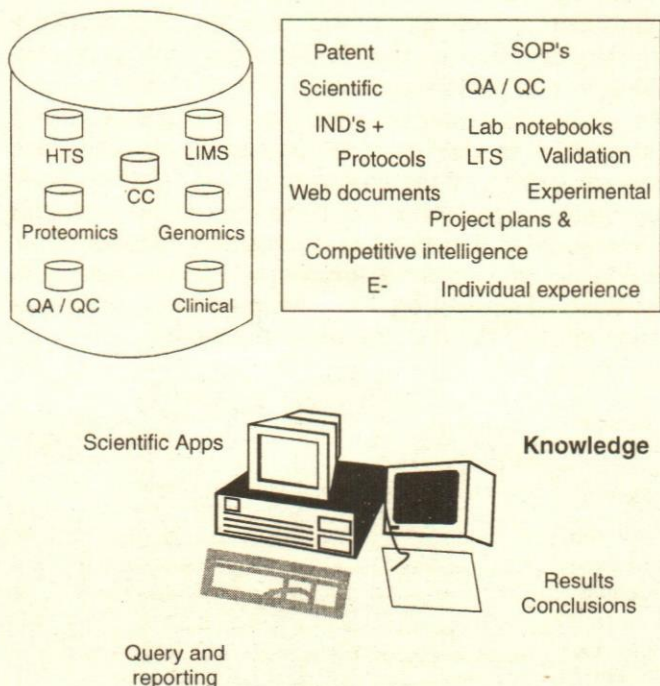 HTS
LIMS
CC
Proteomics
Genomics
QA / QC
Clinical
Patent SOP's
Scientific QA / QC
IND's + Lab notebooks
Protocols LTS Validation
Web documents Experimental
Project plans &
Competitive intelligence
E- Individual experience
Scientific Apps
Knowledge
Results
Conclusions
Query and
reporting